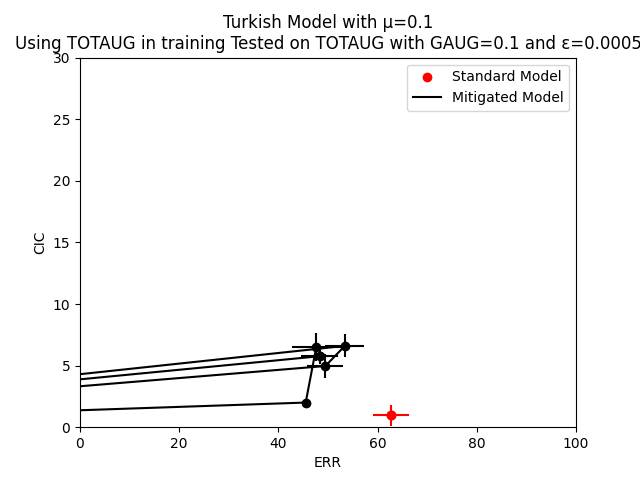 Turkish Model with μ=0.1
Using TOTAUG in training Tested on TOTAUG with GAUG=0.1 and ε=0.0005
30
25
20
15
10
5
0
CIC
Standard Model
Mitigated Model
0
20
40
60
80
100
ERR